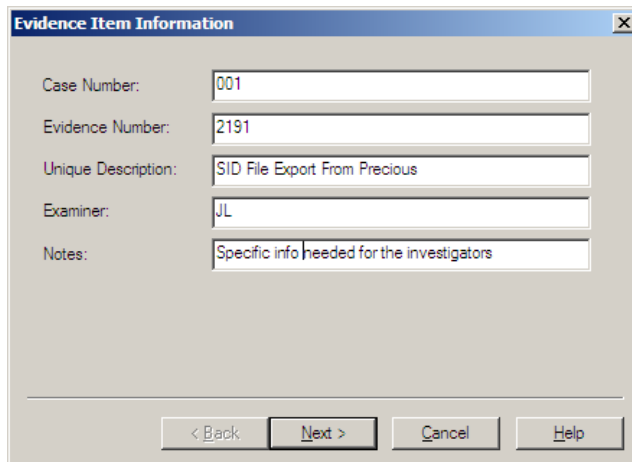 Evidence Item Information
Case Number: 001
Evidence Number: 2191
Unique Description: SID File Export From Precious
Examiner: JL
Notes: Specific info needed for the investigators
< Back Next > Cancel Help